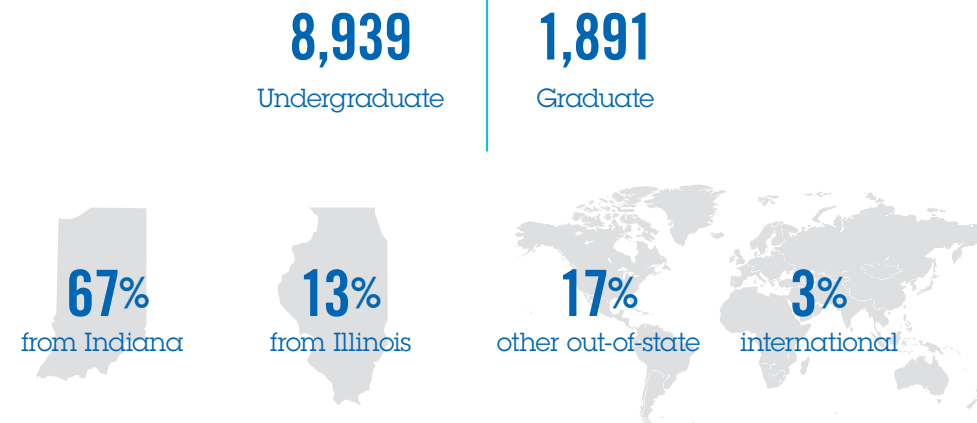 8,939 1,891
Undergraduate Graduate
67% 13% 17% 3%
from Indiana from Illinois other out-of-state international